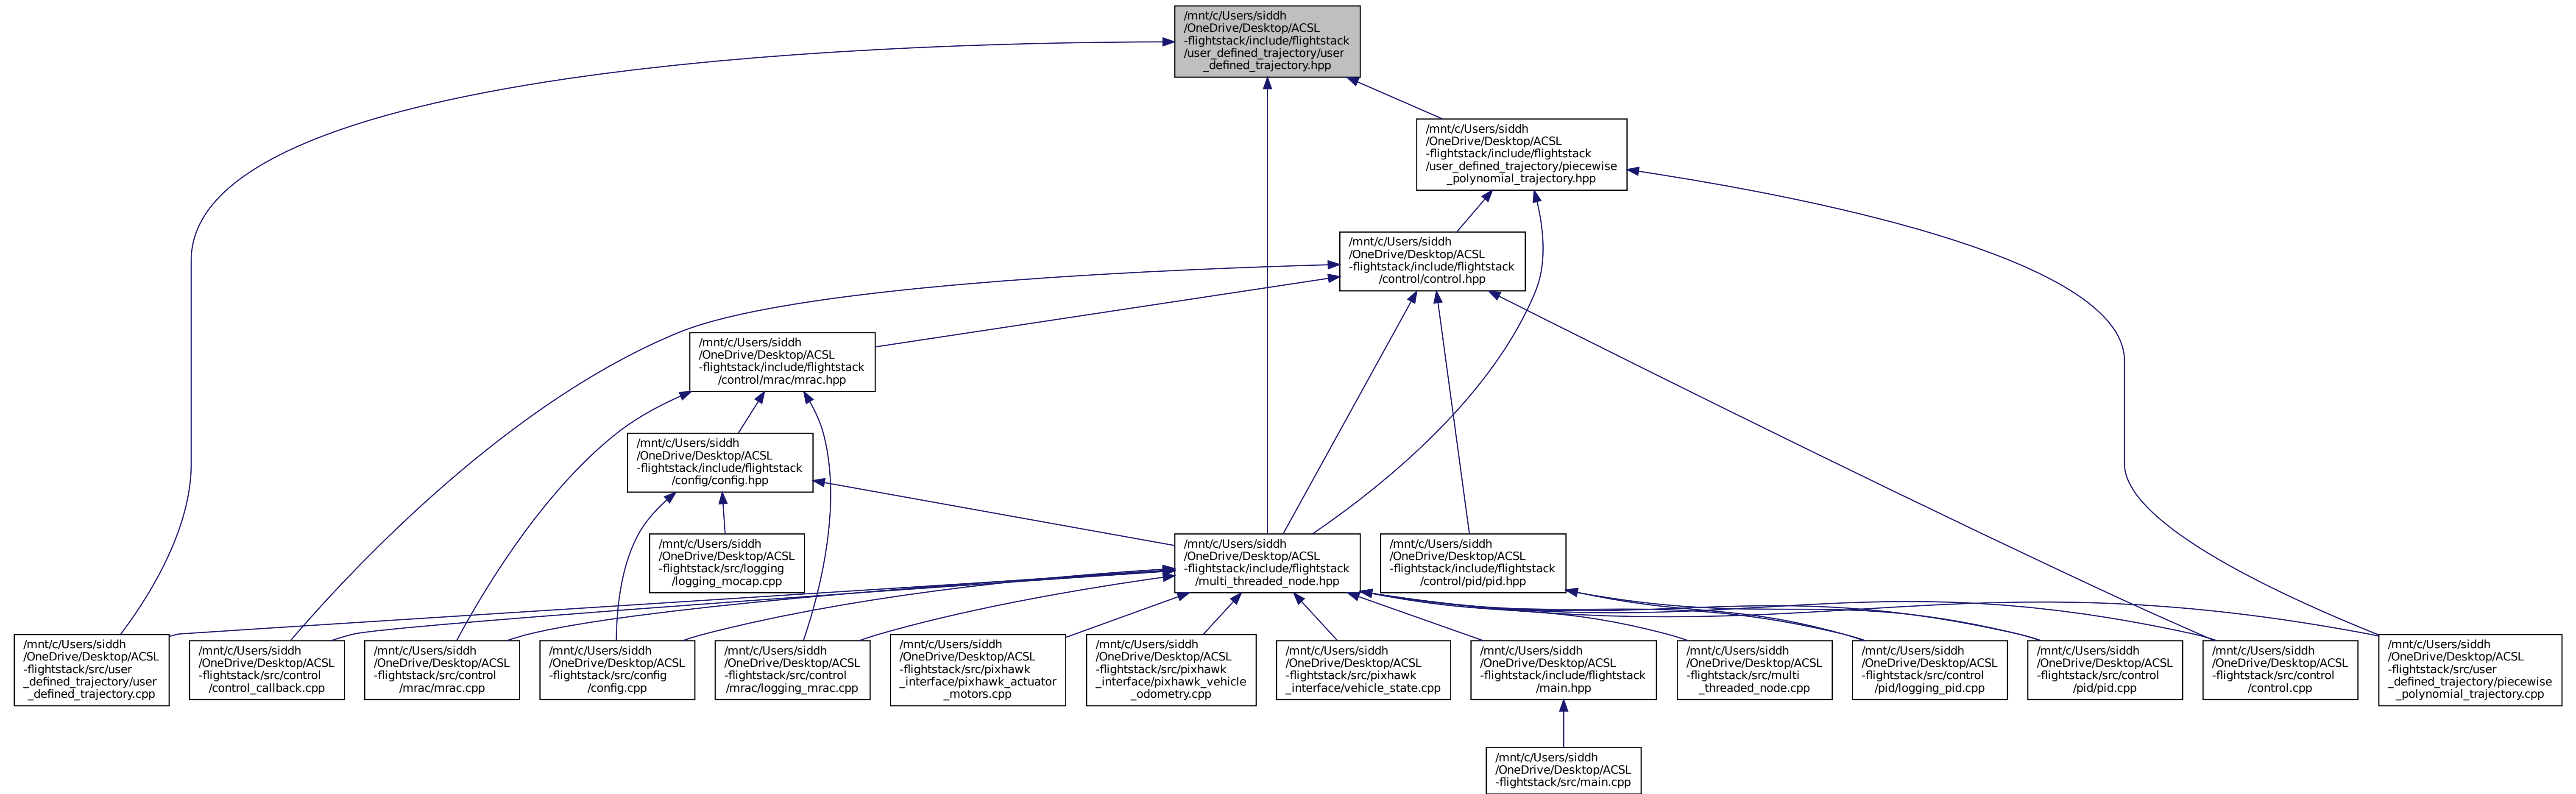 /mnt/c/Users/siddh
/OneDrive/Desktop/ACSL
-flightstack/include/flightstack
/user_defined_trajectory/user
_defined_trajectory.hpp
/mnt/c/Users/siddh
/OneDrive/Desktop/ACSL
-flightstack/include/flightstack
/user_defined_trajectory/piecewise
_polynomial_trajectory.hpp
/mnt/c/Users/siddh
/OneDrive/Desktop/ACSL
-flightstack/include/flightstack
/control/control.hpp
/mnt/c/Users/siddh
/OneDrive/Desktop/ACSL
-flightstack/include/flightstack
/control/mrac/mrac.hpp
/mnt/c/Users/siddh
/OneDrive/Desktop/ACSL
-flightstack/include/flightstack
/config/config.hpp
/mnt/c/Users/siddh
/OneDrive/Desktop/ACSL
-flightstack/src/logging
/logging_mocap.cpp
/mnt/c/Users/siddh
/OneDrive/Desktop/ACSL
-flightstack/include/flightstack
/multi_threaded_node.hpp
/mnt/c/Users/siddh
/OneDrive/Desktop/ACSL
-flightstack/include/flightstack
/control/pid/pid.hpp
/mnt/c/Users/siddh
/OneDrive/Desktop/ACSL
-flightstack/src/user
_defined_trajectory/user
_defined_trajectory.cpp
/mnt/c/Users/siddh
/OneDrive/Desktop/ACSL
-flightstack/src/control
/control_callback.cpp
/mnt/c/Users/siddh
/OneDrive/Desktop/ACSL
-flightstack/src/control
/mrac/mrac.cpp
/mnt/c/Users/siddh
/OneDrive/Desktop/ACSL
-flightstack/src/config
/config.cpp
/mnt/c/Users/siddh
/OneDrive/Desktop/ACSL
-flightstack/src/control
/mrac/logging_mrac.cpp
/mnt/c/Users/siddh
/OneDrive/Desktop/ACSL
-flightstack/src/pixhawk
_interface/pixhawk_actuator
_motors.cpp
/mnt/c/Users/siddh
/OneDrive/Desktop/ACSL
-flightstack/src/pixhawk
_interface/pixhawk_vehicle
_odometry.cpp
/mnt/c/Users/siddh
/OneDrive/Desktop/ACSL
-flightstack/src/pixhawk
_interface/vehicle_state.cpp
/mnt/c/Users/siddh
/OneDrive/Desktop/ACSL
-flightstack/include/flightstack
/main.hpp
/mnt/c/Users/siddh
/OneDrive/Desktop/ACSL
-flightstack/src/multi
_threaded_node.cpp
/mnt/c/Users/siddh
/OneDrive/Desktop/ACSL
-flightstack/src/control
/pid/logging_pid.cpp
/mnt/c/Users/siddh
/OneDrive/Desktop/ACSL
-flightstack/src/control
/pid/pid.cpp
/mnt/c/Users/siddh
/OneDrive/Desktop/ACSL
-flightstack/src/control
/control.cpp
/mnt/c/Users/siddh
/OneDrive/Desktop/ACSL
-flightstack/src/user
_defined_trajectory/piecewise
_polynomial_trajectory.cpp
/mnt/c/Users/siddh
/OneDrive/Desktop/ACSL
-flightstack/src/main.cpp